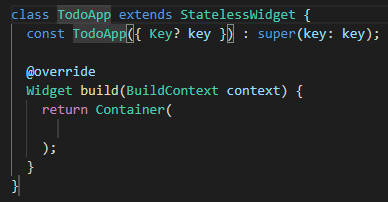 class TodoApp extends StatelessWidget {
  const TodoApp({ Key? key }) : super(key: key);

  @override
  Widget build(BuildContext context) {
    return Container(

    );
  }
}